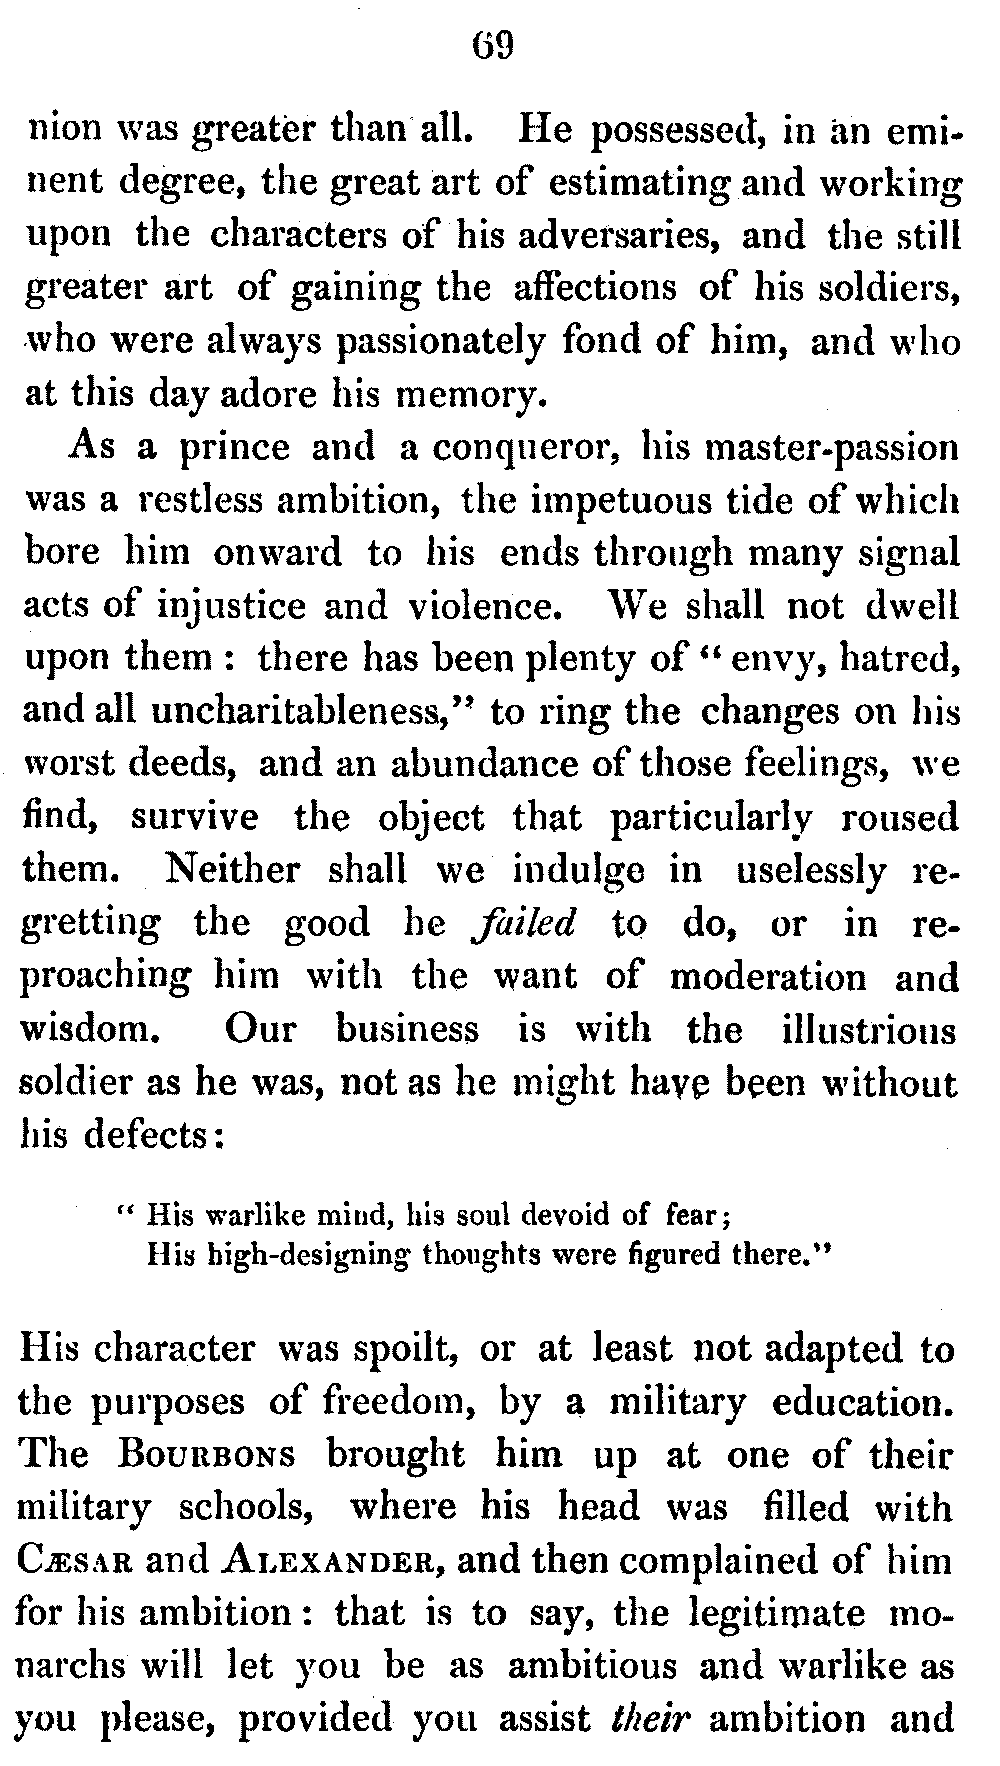 69
nion was greater than all. He possessed, in an emi-
nent degree, the great art of estimating and working
upon the characters of his adversaries, and the still
greater art of gaining the affections of his soldiers,
who were always passionately fond of him, and who
at this day adore his memory.
As a prince and a conqueror, his master-passion
was a restless ambition, the impetuous tide of which
bore him onward to his ends through many signal
acts of injustice and violence. We shall not dwell
upon them : there has been plenty of “ envy, hatred,
and all uncharitableness,” to ring the changes on his
worst deeds, and an abundance of those feelings, we
find, survive the object that particularly roused
them. Neither shall we indulge in uselessly re-
gretting the good he failed to do, or in re-
proaching him with the want of moderation and
wisdom. Our business is with the illustrious
soldier as he was, not as he might have been without
his defects:
“ His warlike mind, his soul devoid of fear;
His high-designing thoughts were figured there.”
His character was spoilt, or at least not adapted to
the purposes of freedom, by a military education.
The BOURBONS brought him up at one of their
military schools, where his head was filled with
CÆSAR and ALEXANDER, and then complained of him
for his ambition : that is to say, the legitimate mo-
narchs will let you be as ambitious and warlike as
you please, provided you assist their ambition and